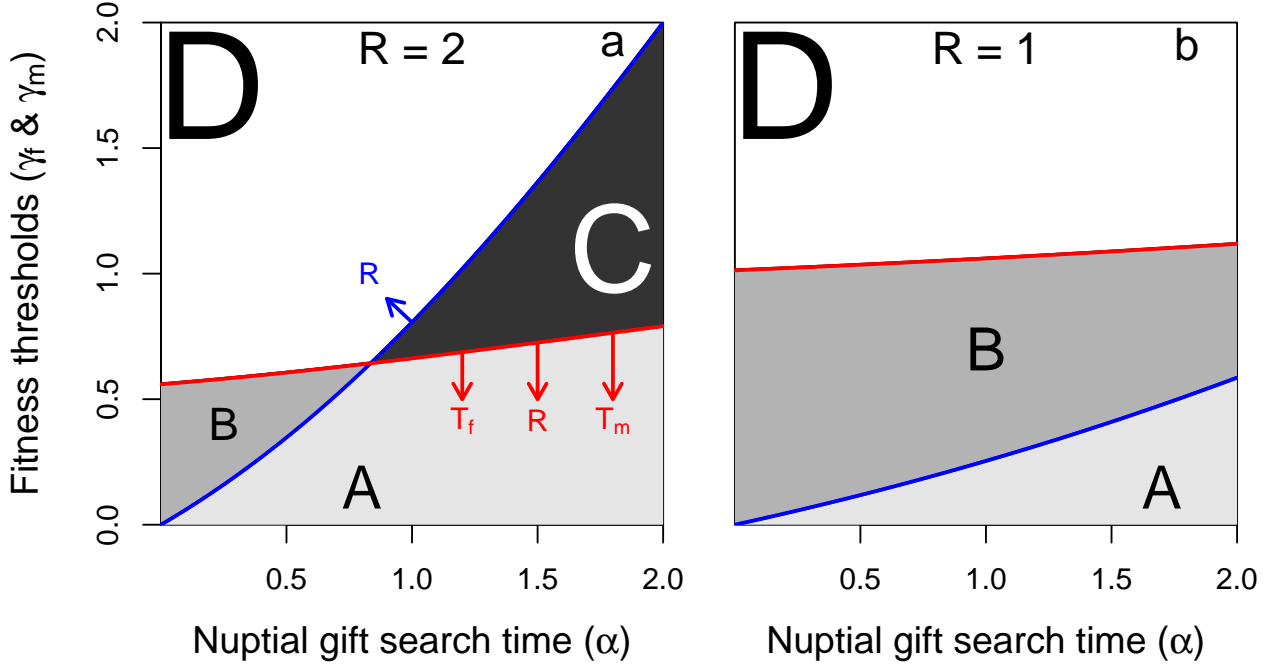 Fitness thresholds (γf & γm)
0.0
0.5
1.0
1.5
2.0
D
R = 2
a
C
R
B
A
Tf
R
Tm
0.5
1.0
1.5
2.0
Nuptial gift search time (α)
D
R = 1
b
B
A
0.5
1.0
1.5
2.0
Nuptial gift search time (α)